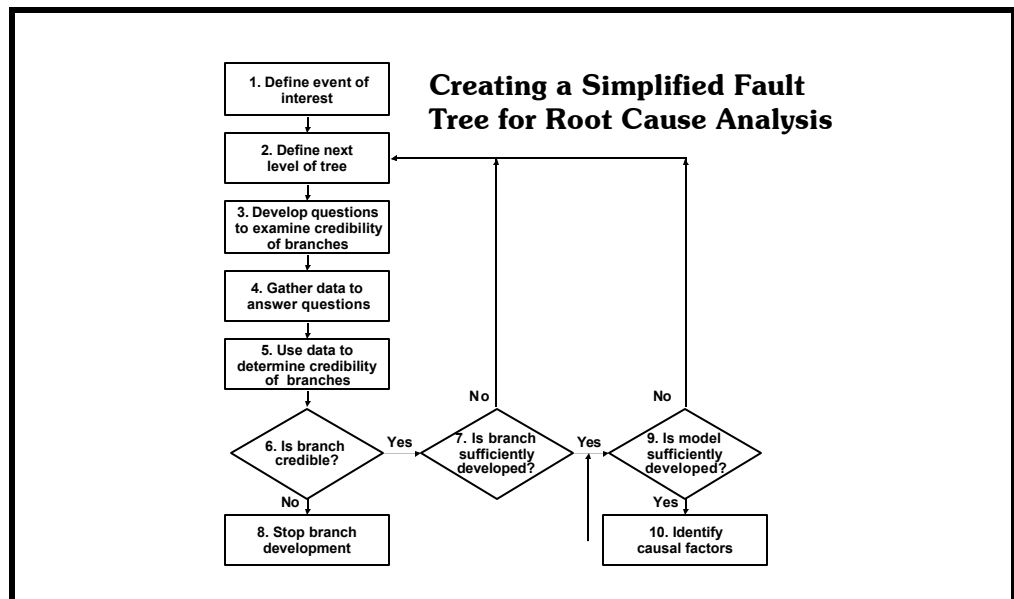 Creating a Simplified Fault
Tree for Root Cause Analysis
1. Define event of
interest
2. Define next
level of tree
3. Develop questions
to examine credibility
of branches
4. Gather data to
answer questions
5. Use data to
determine credibility
of branches
6. Is branch
credible?
Yes
No
7. Is branch
sufficiently
developed?
No
Yes
8. Stop branch
development
9. Is model
sufficiently
developed?
No
Yes
10. Identify
causal factors